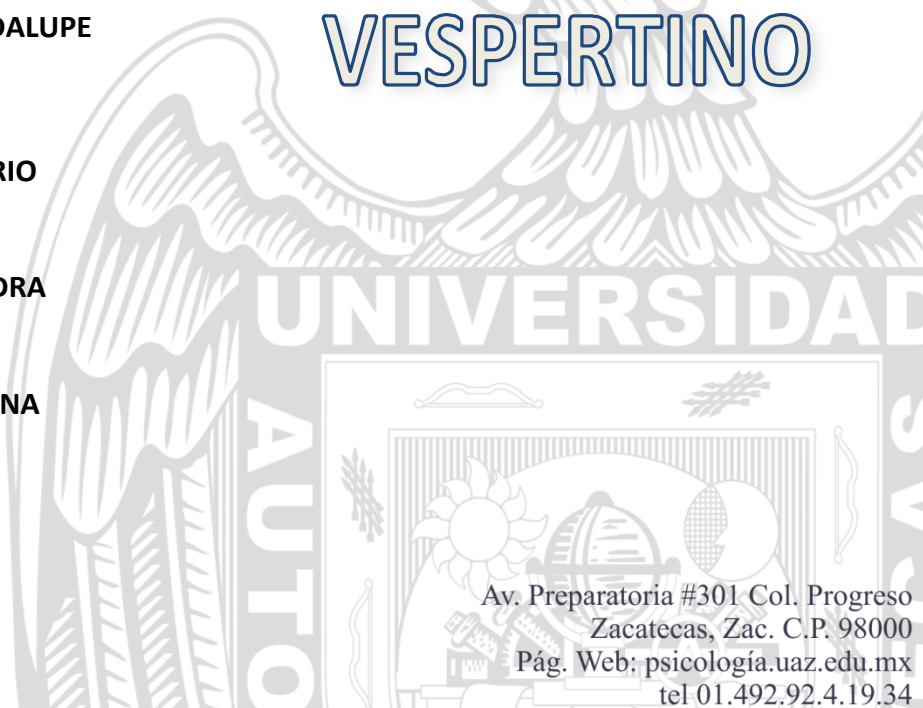 DALUPE
VESPERTINO
RIO
DRA
NA
UNIVERSIDAD
AUTO
Av. Preparatoria #301 Col. Progreso
Zacatecas, Zac. C.P. 98000
Pág. Web: psicología.uaz.edu.mx
tel 01.492.92.4.19.34